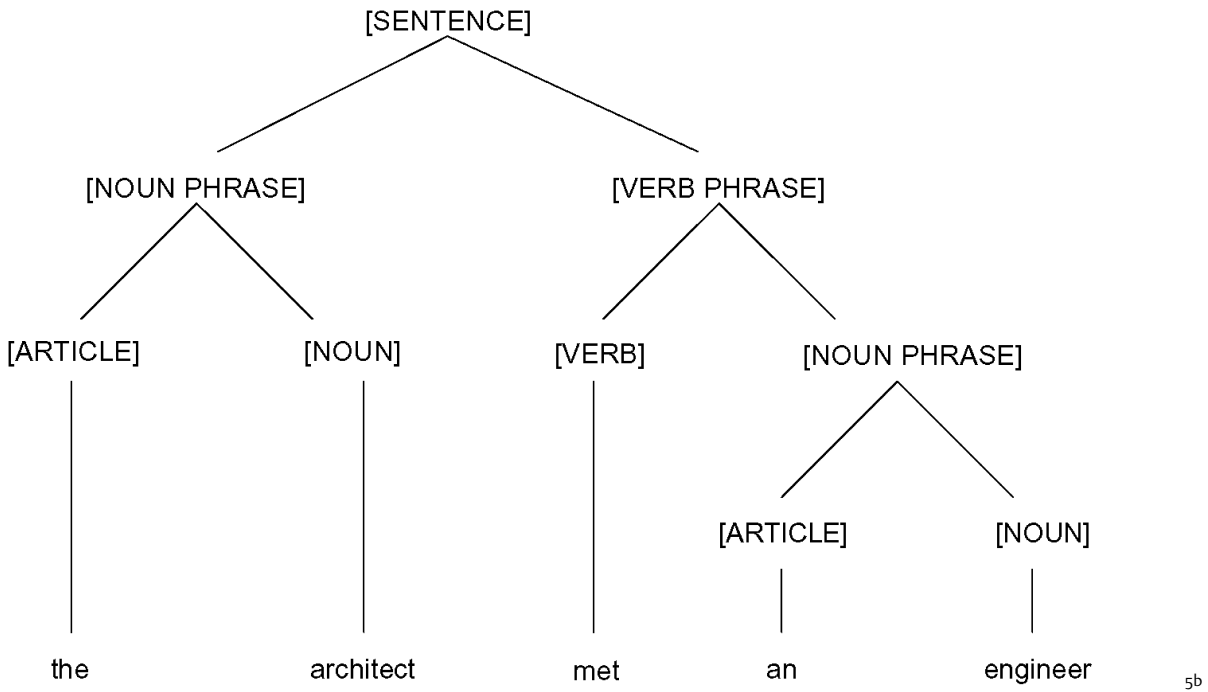 [SENTENCE]
[NOUN PHRASE] [VERB PHRASE]
[ARTICLE] [NOUN] [VERB] [NOUN PHRASE]
[ARTICLE] [NOUN]
the architect met an engineer
5b